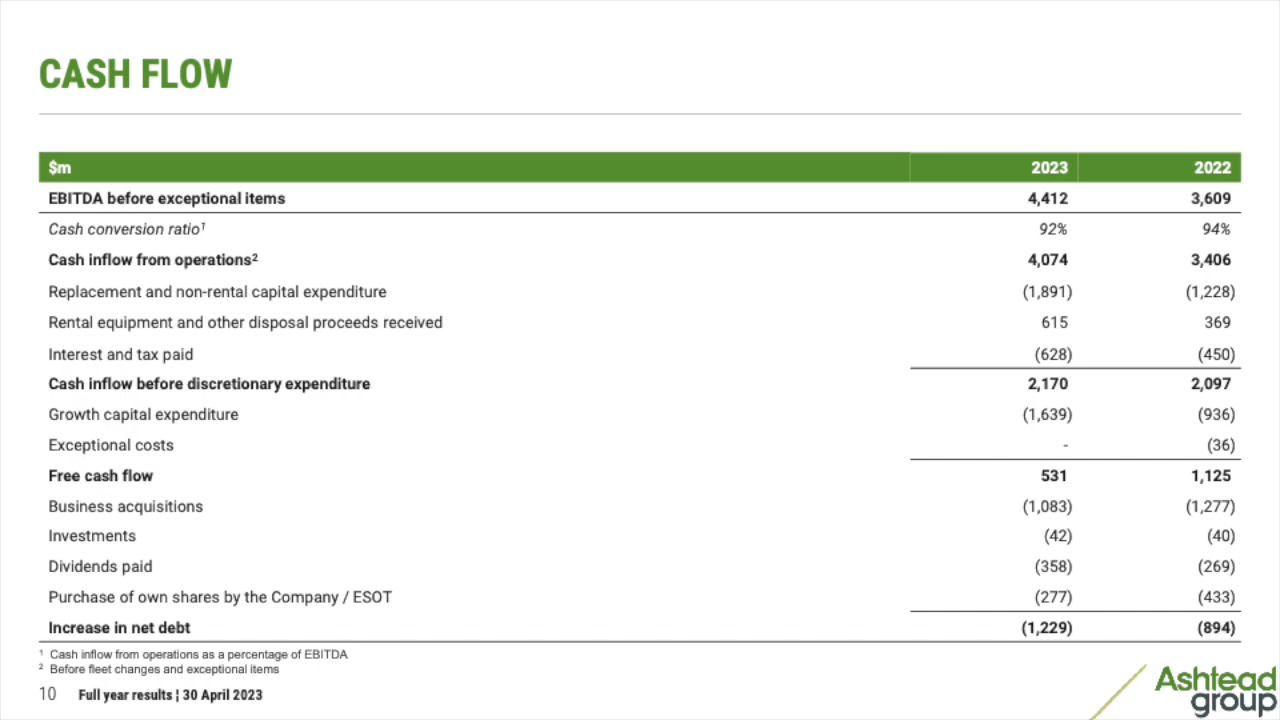 CASH FLOW
$m 2023 2022
EBITDA before exceptional items 4,412 3,609
Cash conversion ratio¹ 92% 94%
Cash inflow from operations² 4,074 3,406
Replacement and non-rental capital expenditure (1,891) (1,228)
Rental equipment and other disposal proceeds received 615 369
Interest and tax paid (628) (450)
Cash inflow before discretionary expenditure 2,170 2,097
Growth capital expenditure (1,639) (936)
Exceptional costs - (36)
Free cash flow 531 1,125
Business acquisitions (1,083) (1,277)
Investments (42) (40)
Dividends paid (358) (269)
Purchase of own shares by the Company / ESOT (277) (433)
Increase in net debt (1,229) (894)
¹ Cash inflow from operations as a percentage of EBITDA
² Before fleet changes and exceptional items
10 Full year results ¦ 30 April 2023
Ashtead
group